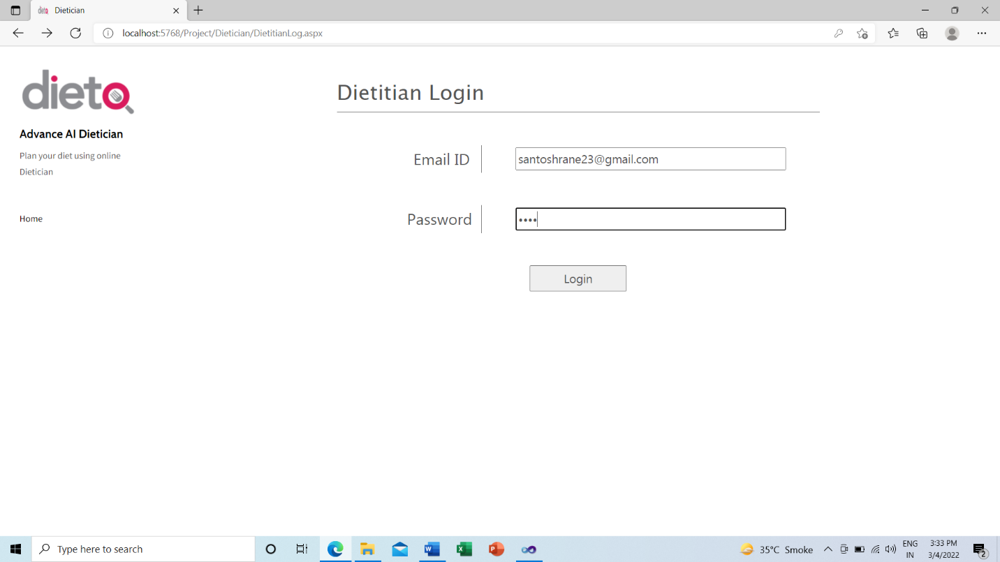 Dietician
localhost:5768/Project/Dietician/DietitianLog.aspx
dieto
Advance AI Dietician
Plan your diet using online
Dietician
Home
Dietitian Login
Email ID
santoshrane23@gmail.com
Password
••••
Login
Type here to search
35°C Smoke
ENG
IN
3:33 PM
3/4/2022
2